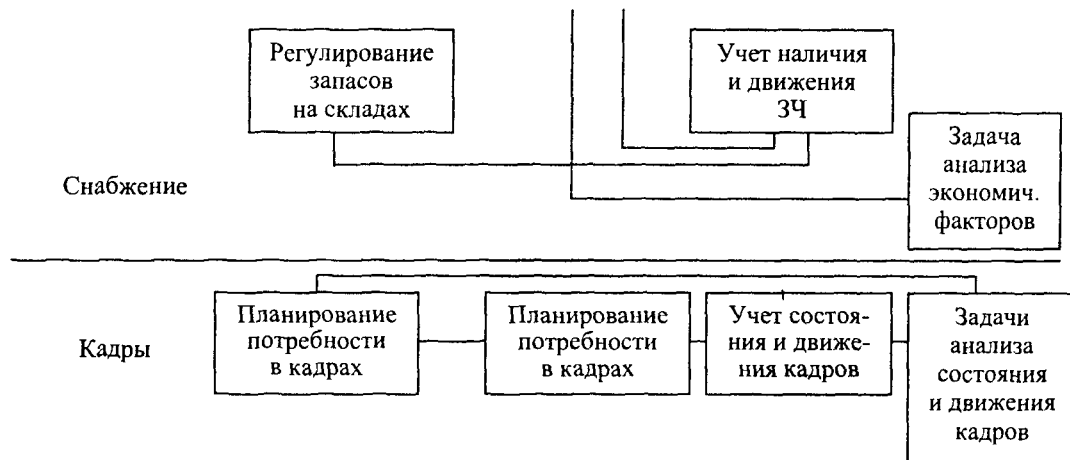 Регулирование
запасов
на складах
Учет наличия
и движения
ЗЧ
Задача
анализа
экономич.
факторов
Снабжение
Кадры
Планирование
потребности
в кадрах
Планирование
потребности
в кадрах
Учет состоя-
ния и движе-
ния кадров
Задачи
анализа
состояния
и движения
кадров